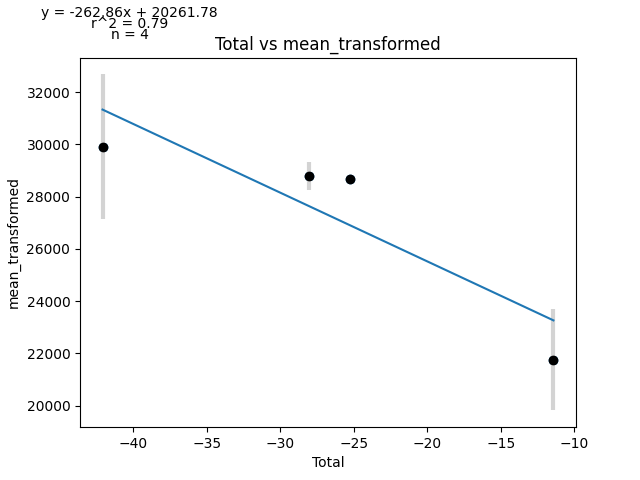 y = -262.86x + 20261.78
r^2 = 0.79
n = 4
Total vs mean_transformed
32000
30000
28000
26000
24000
22000
20000
mean_transformed
−40
−35
−30
−25
−20
−15
−10
Total